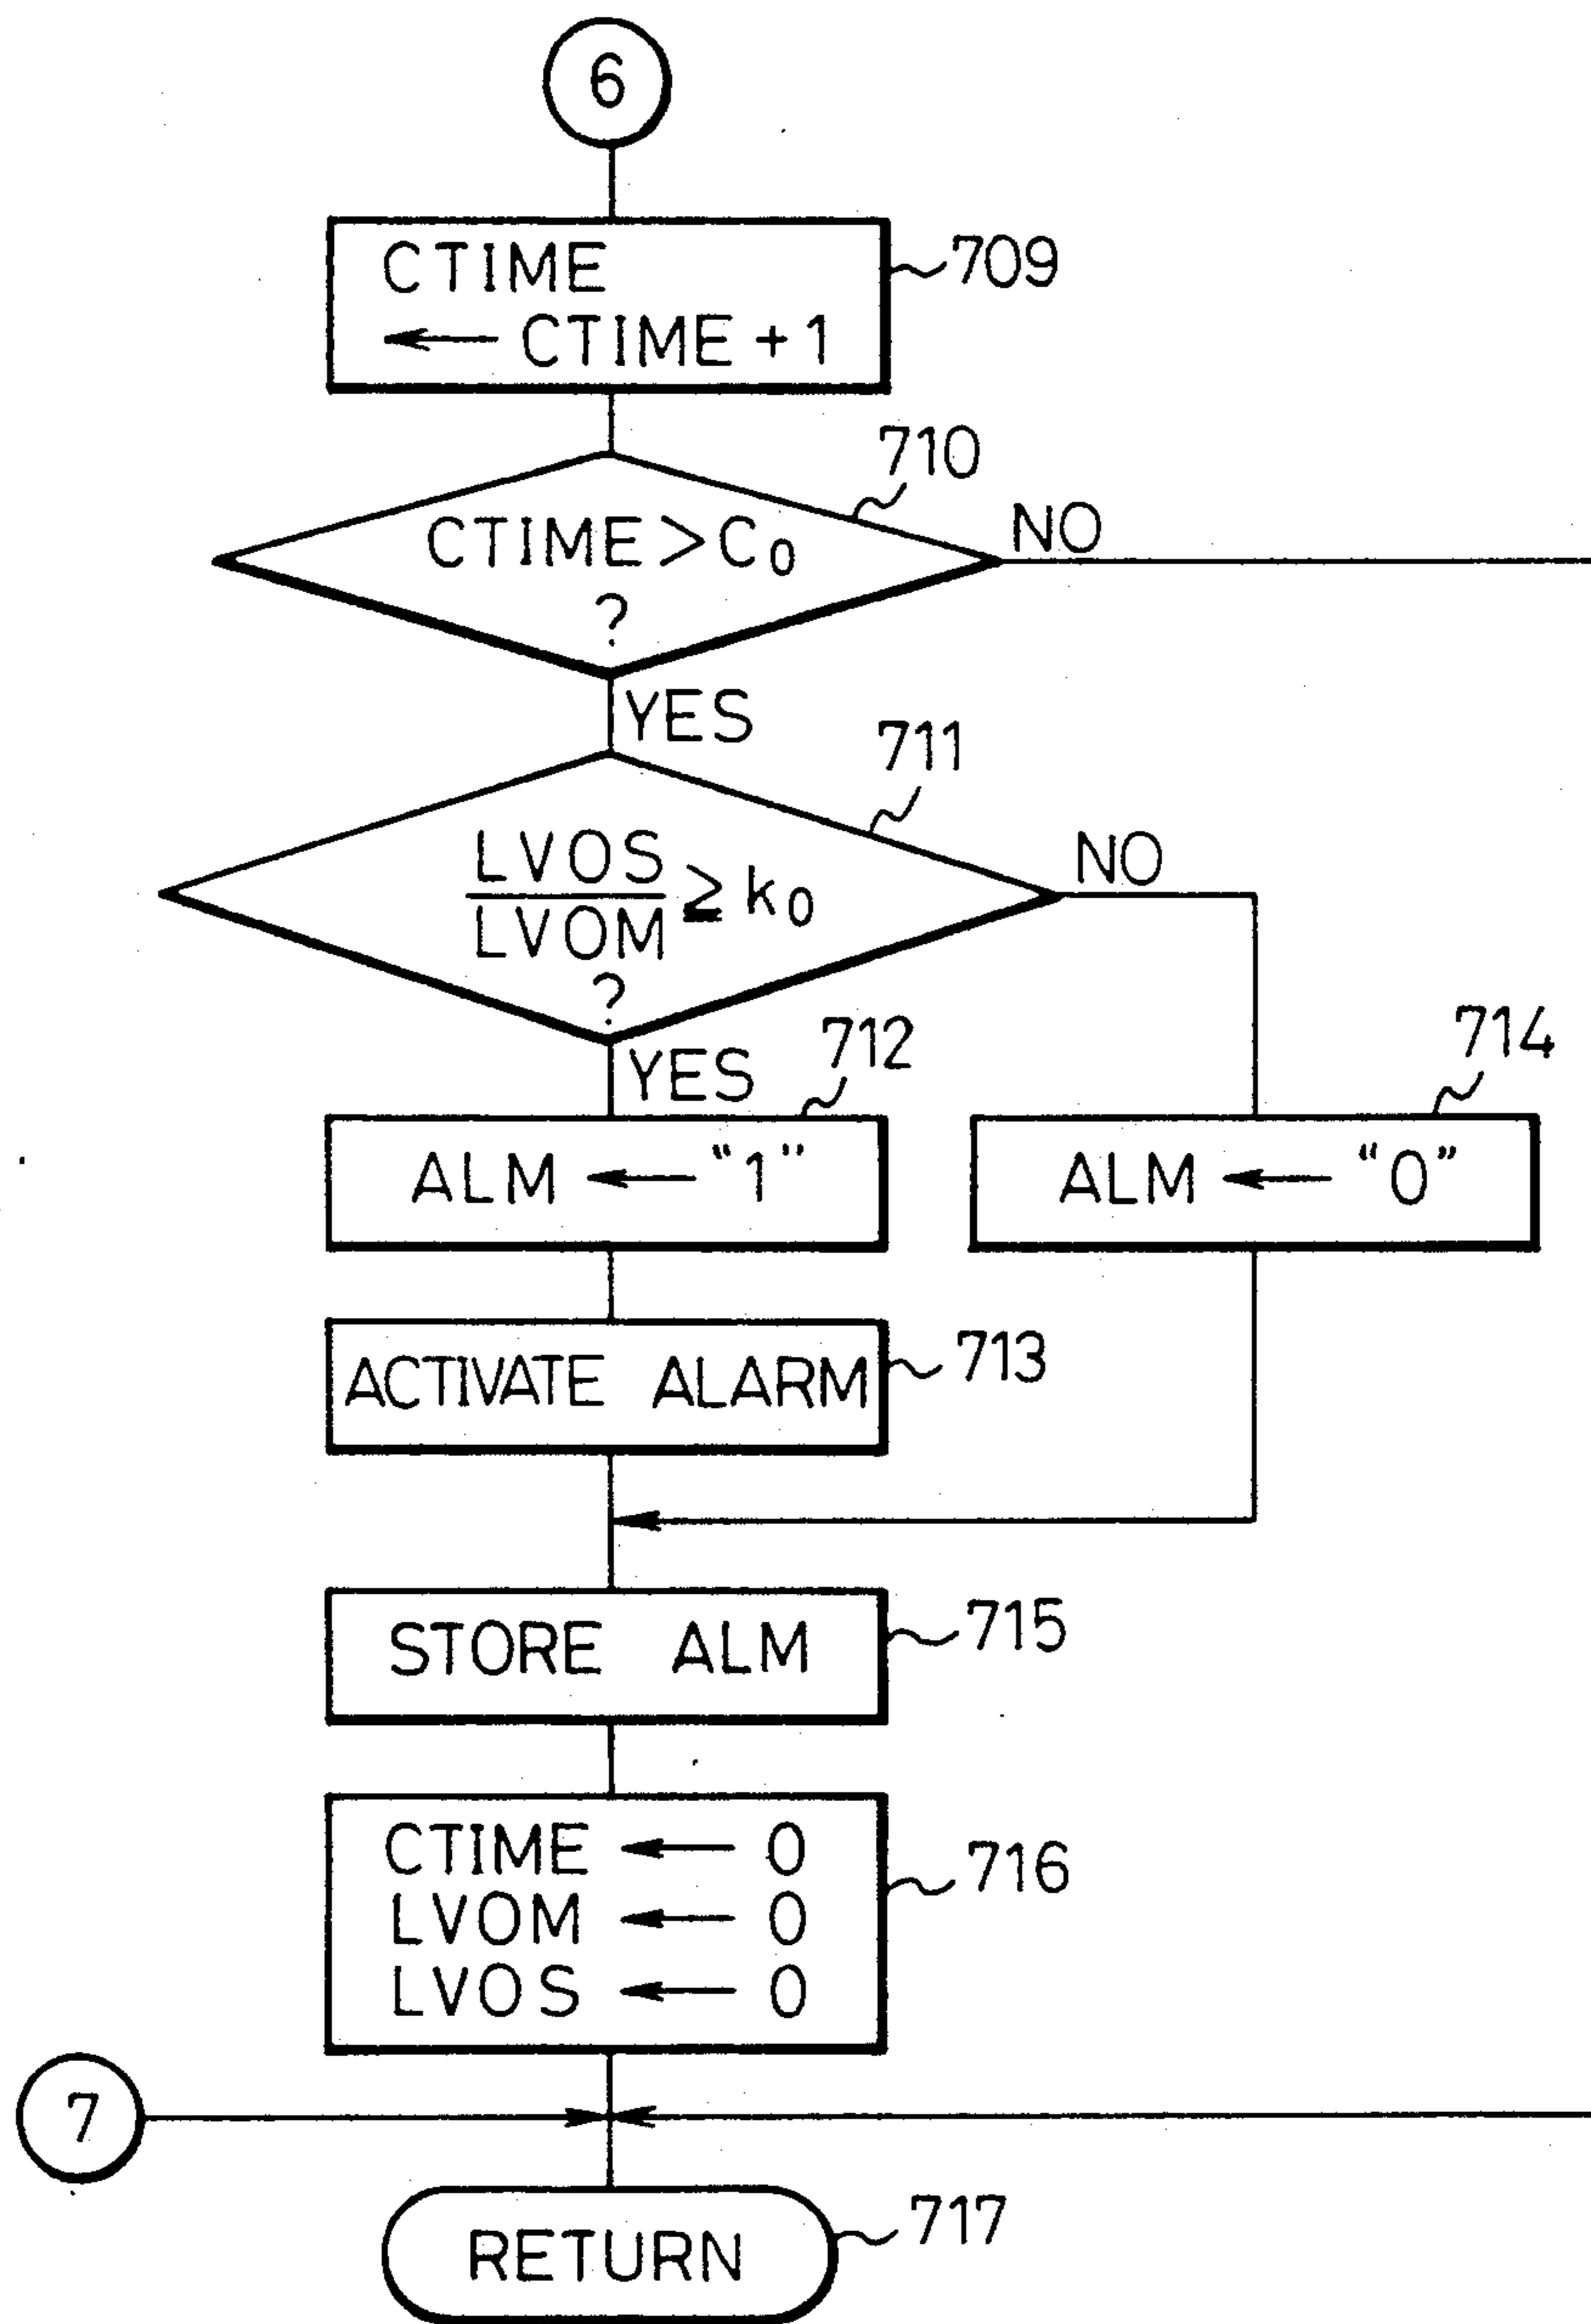 6
CTIME
← CTIME + 1
709
710
CTIME > C₀
?
NO
YES
711
LVOS
LVOM
≧ k₀
?
NO
YES
712
714
ALM ← “1”
ALM ← “0”
ACTIVATE ALARM
713
STORE ALM
715
CTIME ← 0
LVOM ← 0
LVOS ← 0
716
7
RETURN
717